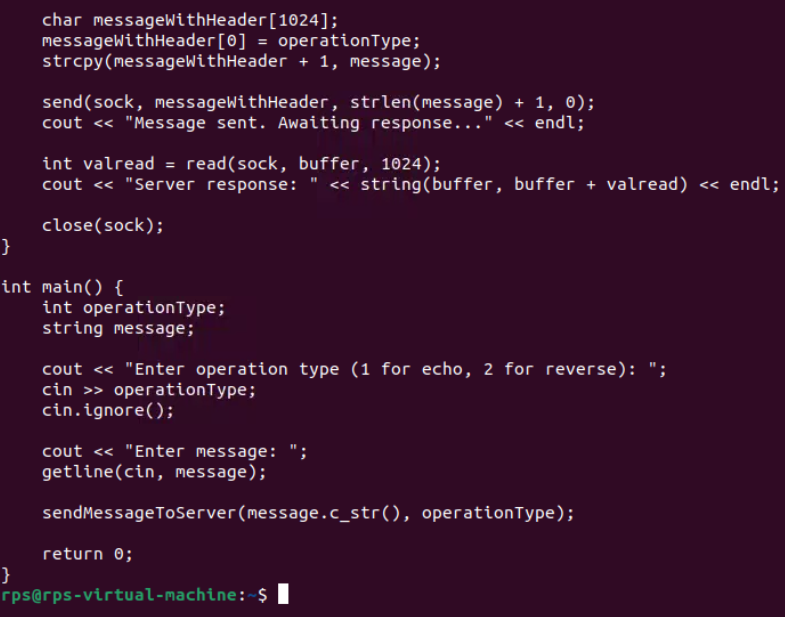 char messageWithHeader[1024];
    messageWithHeader[0] = operationType;
    strcpy(messageWithHeader + 1, message);

    send(sock, messageWithHeader, strlen(message) + 1, 0);
    cout << "Message sent. Awaiting response..." << endl;

    int valread = read(sock, buffer, 1024);
    cout << "Server response: " << string(buffer, buffer + valread) << endl;

    close(sock);
}

int main() {
    int operationType;
    string message;

    cout << "Enter operation type (1 for echo, 2 for reverse): ";
    cin >> operationType;
    cin.ignore();

    cout << "Enter message: ";
    getline(cin, message);

    sendMessageToServer(message.c_str(), operationType);

    return 0;
}
rps@rps-virtual-machine:~$